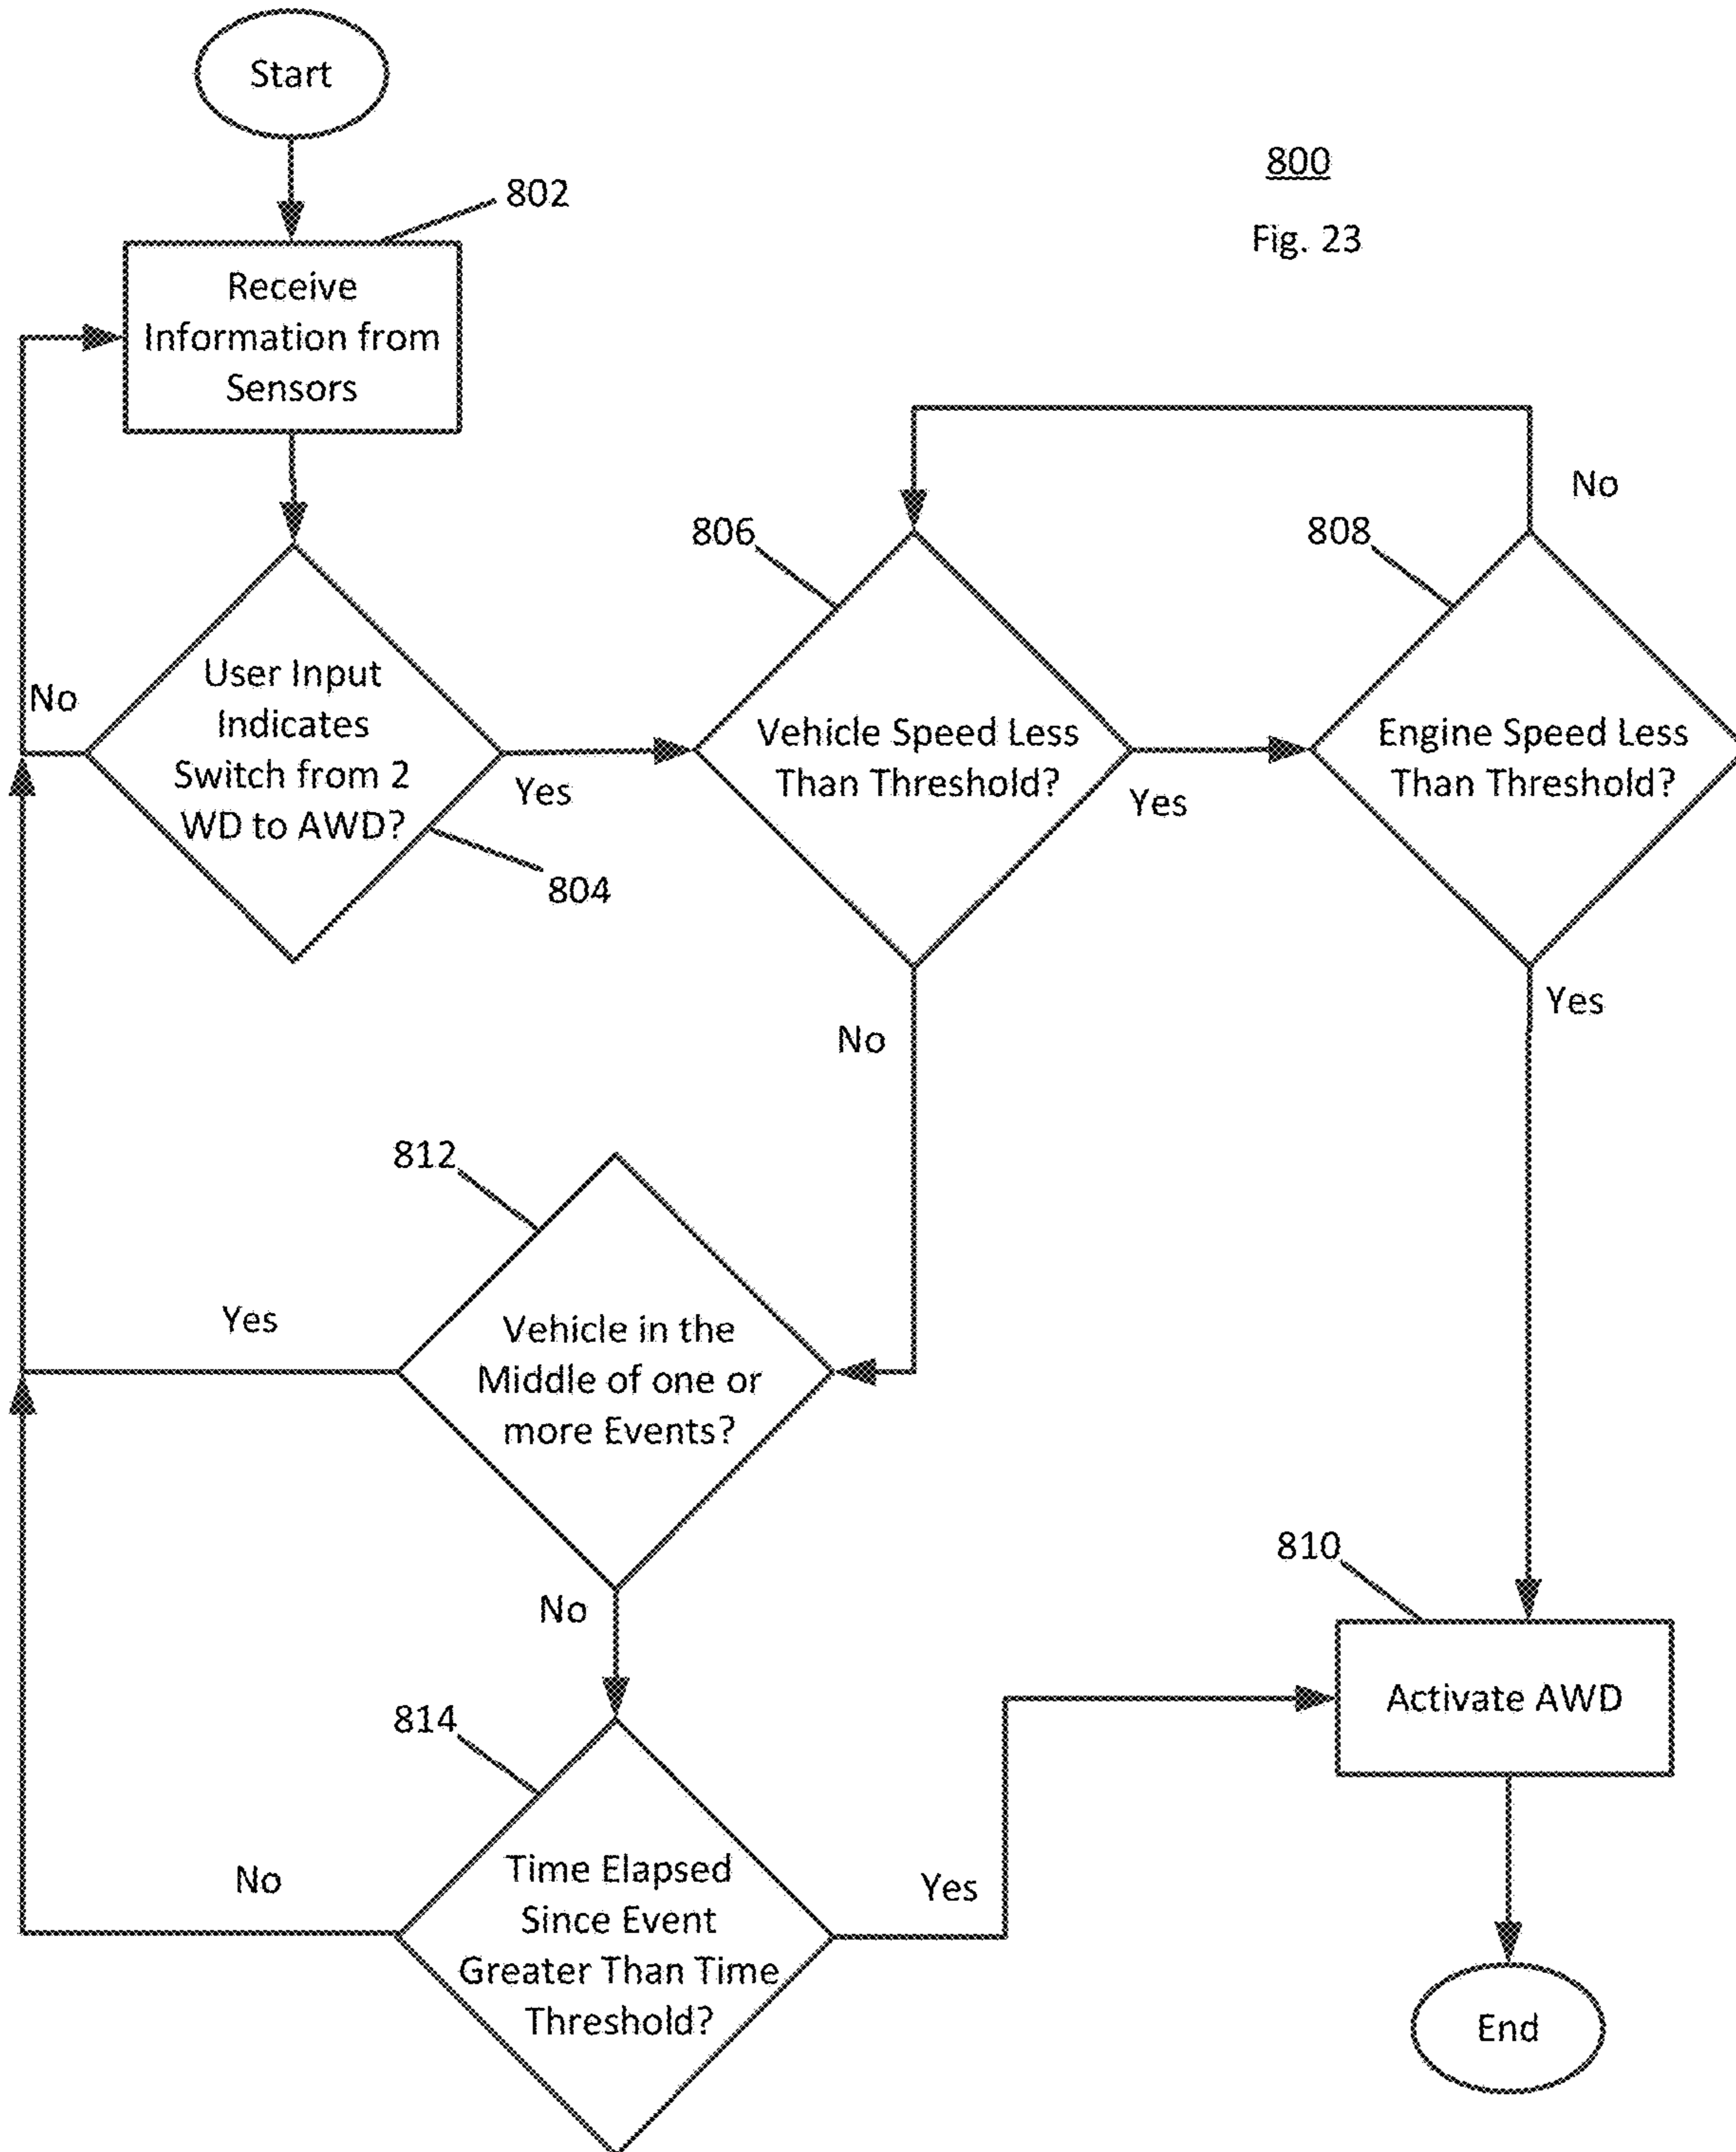 Start
800
Fig. 23
802
Receive
Information from
Sensors
No
806
808
No
User Input
Indicates
Switch from 2
WD to AWD?
Yes
804
Vehicle Speed Less
Than Threshold?
Yes
Engine Speed Less
Than Threshold?
No
Yes
812
Yes
Vehicle in the
Middle of one or
more Events?
No
810
Activate AWD
814
No
Time Elapsed
Since Event
Greater Than Time
Threshold?
Yes
End